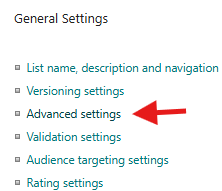 General Settings
List name, description and navigation
Versioning settings
Advanced settings
Validation settings
Audience targeting settings
Rating settings